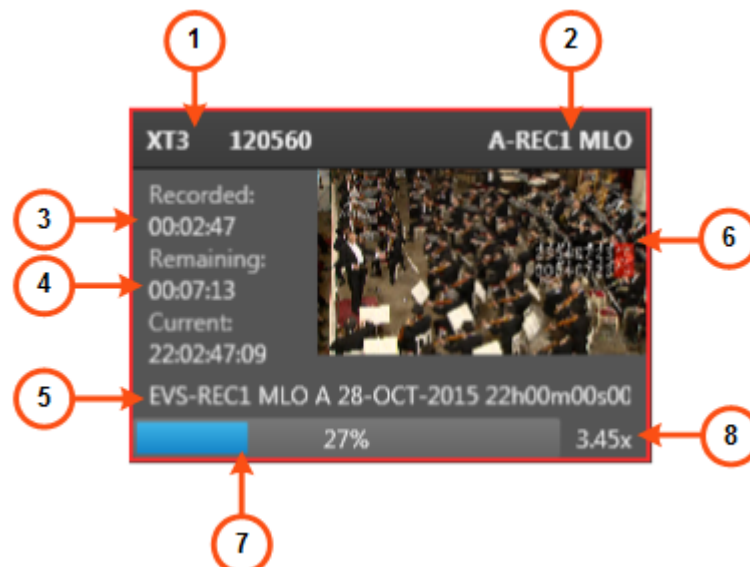 1 2
XT3 120560 A-REC1 MLO
Recorded:
3 00:02:47
Remaining:
6
4 00:07:13
Current:
22:02:47:09
5 EVS-REC1 MLO A 28-OCT-2015 22h00m00s00
27% 3.45x 8
7